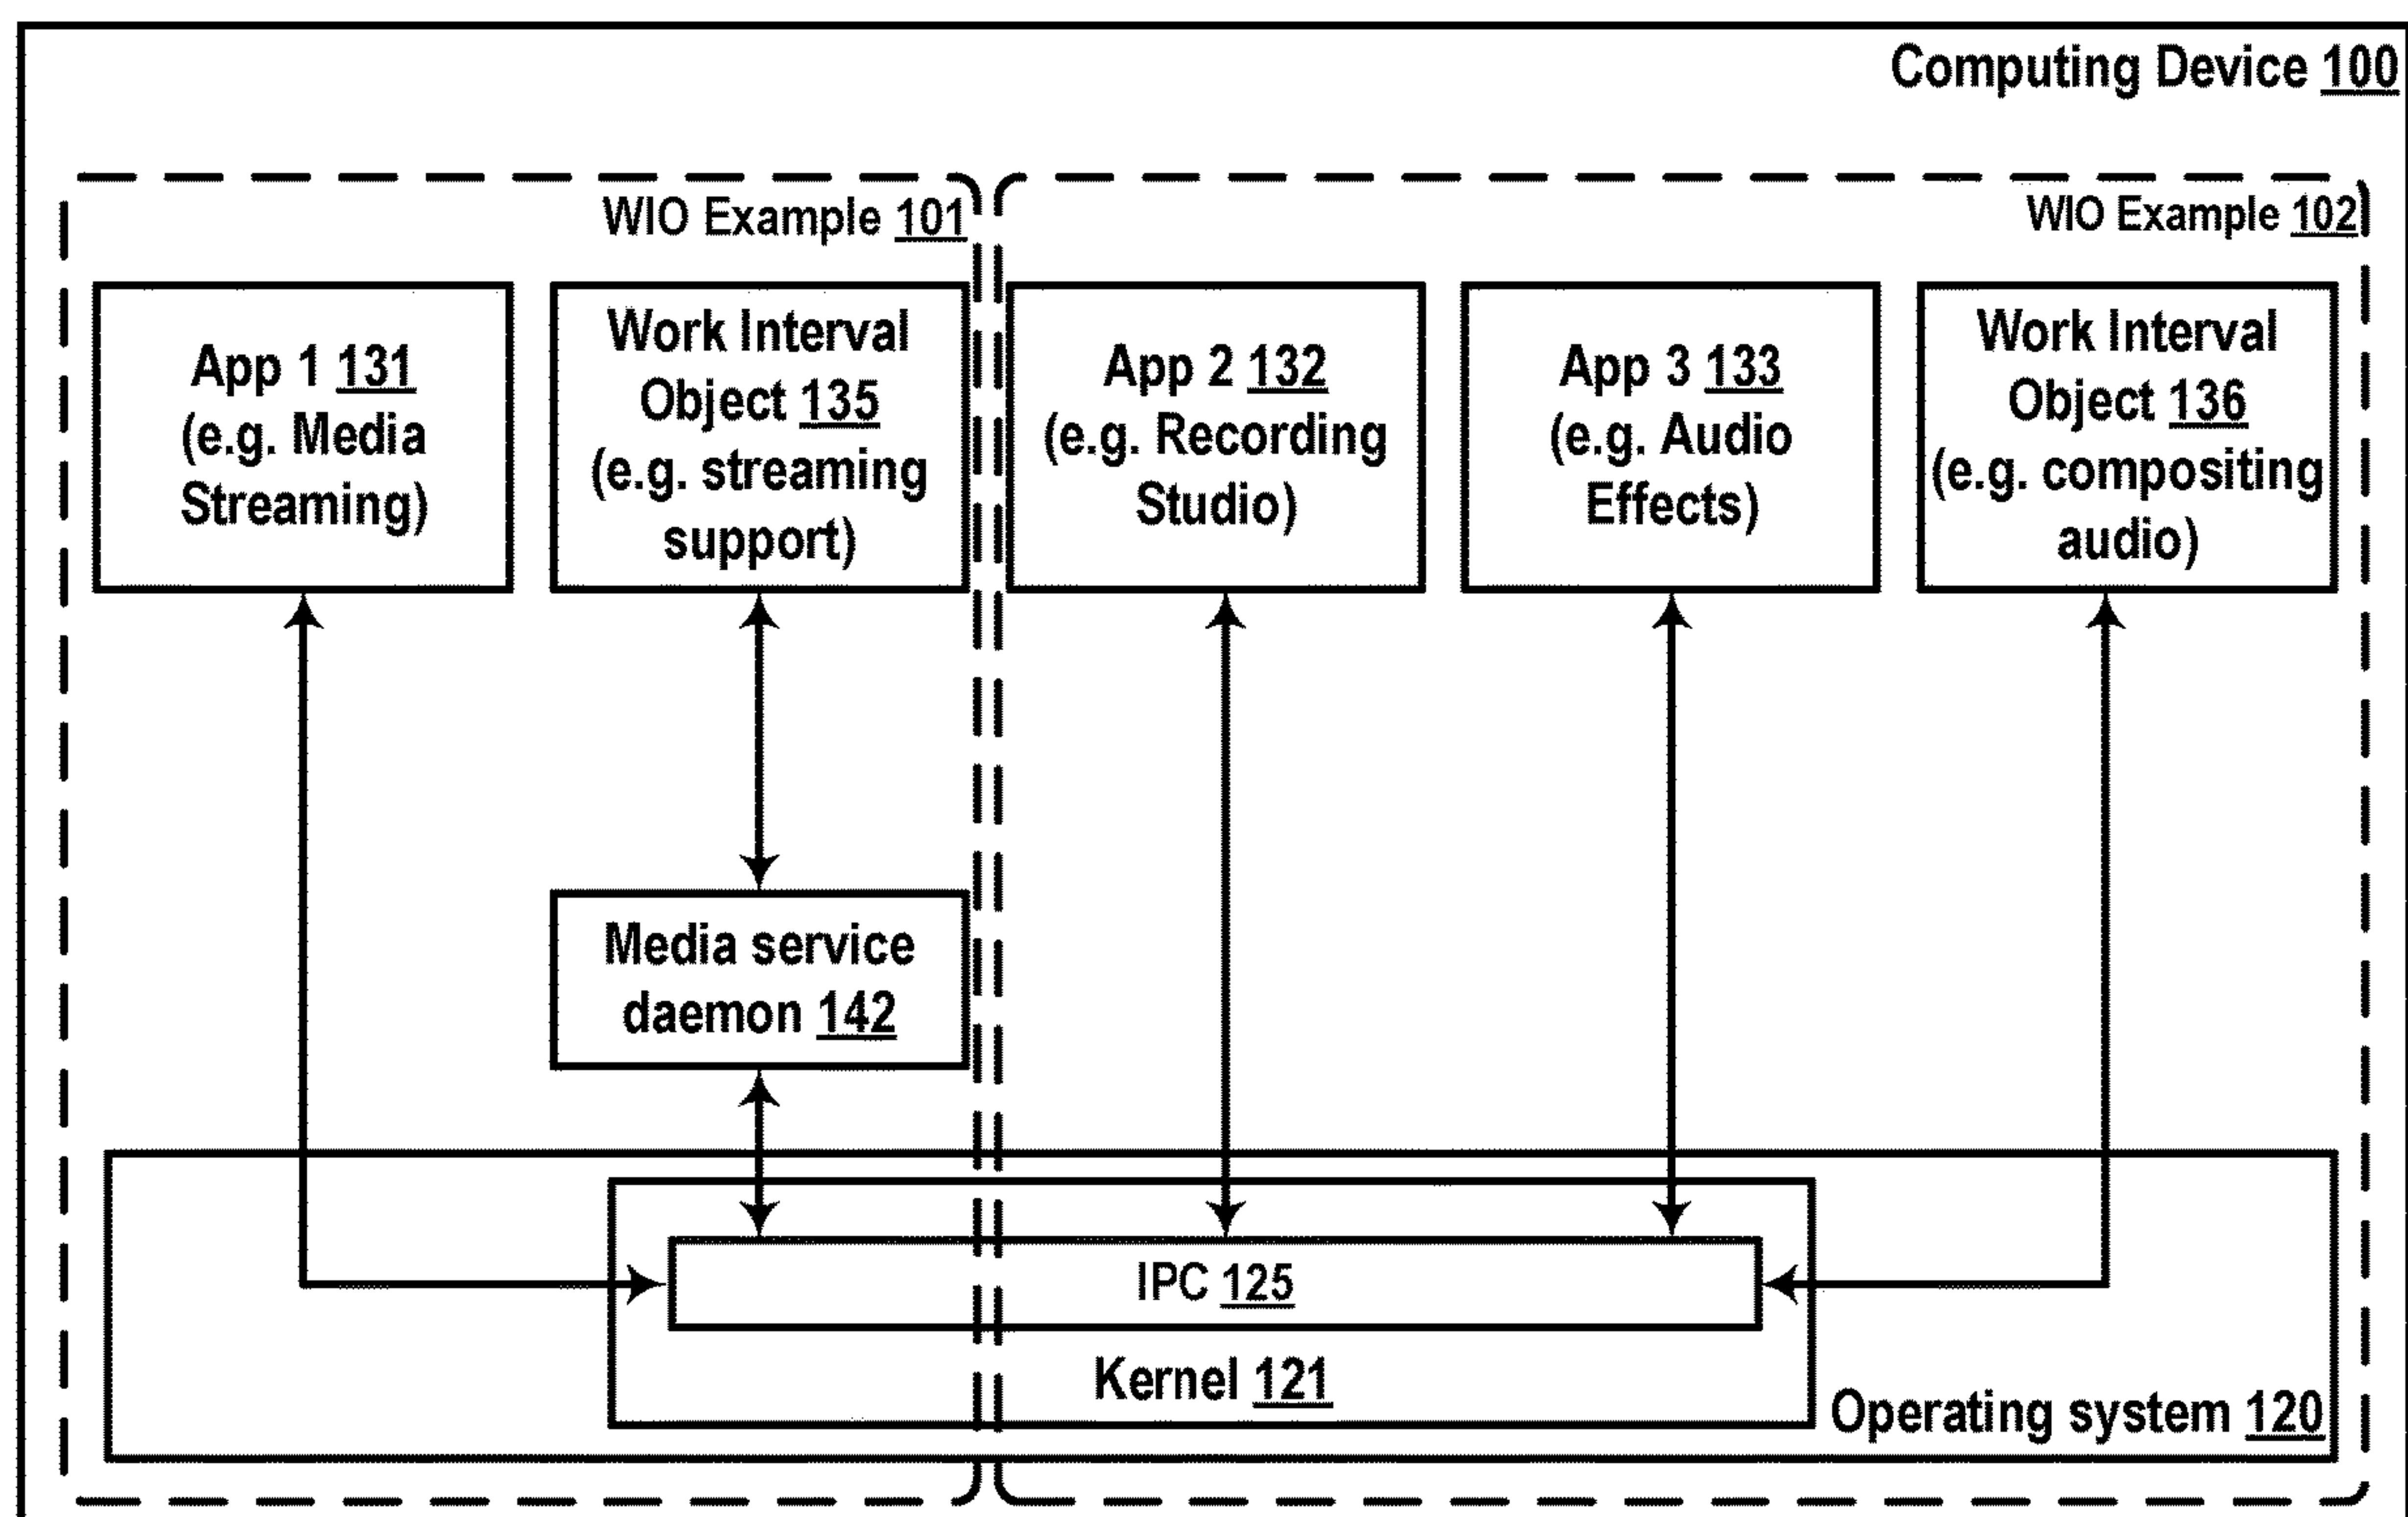 Computing Device 100
WIO Example 101
WIO Example 102
App 1 131
(e.g. Media
Streaming)
Work Interval
Object 135
(e.g. streaming
support)
App 2 132
(e.g. Recording
Studio)
App 3 133
(e.g. Audio
Effects)
Work Interval
Object 136
(e.g. compositing
audio)
Media service
daemon 142
IPC 125
Kernel 121
Operating system 120